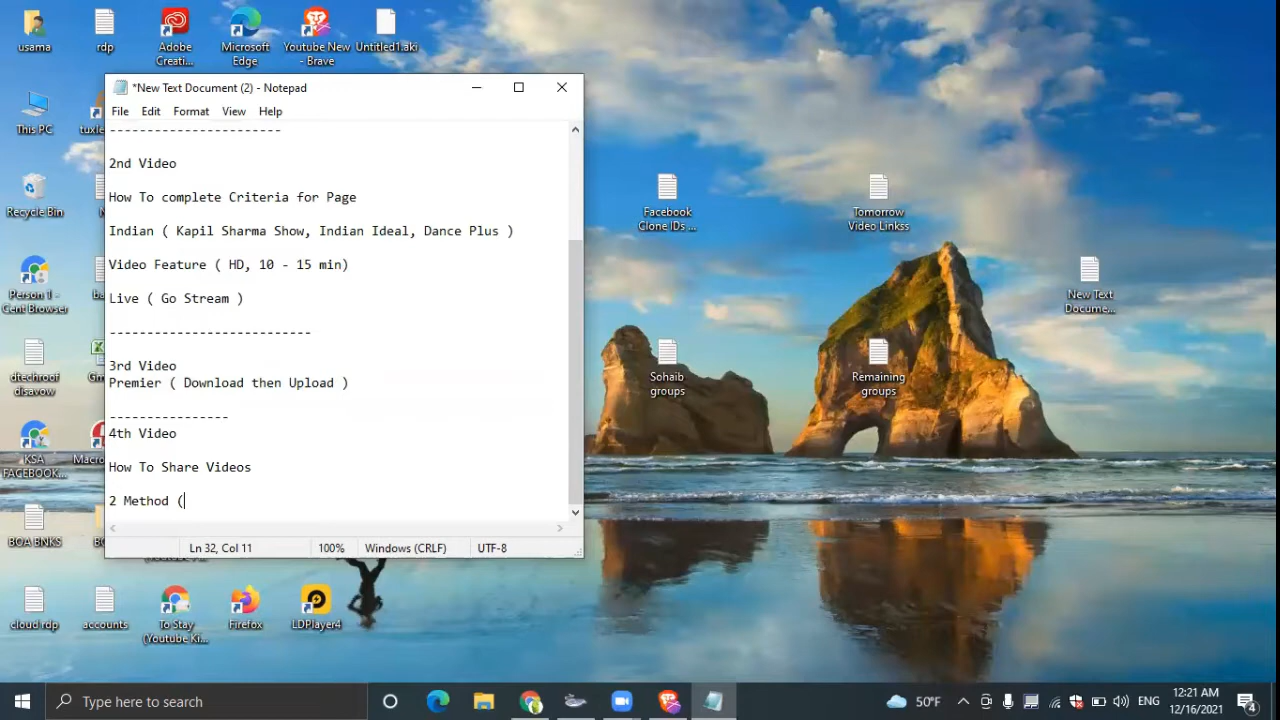 usama
rdp
Adobe
Creati...
Microsoft
Edge
Youtube New
- Brave
Untitled1.aki
*New Text Document (2) - Notepad
File Edit Format View Help
-----------------------
2nd Video
How To complete Criteria for Page
Indian ( Kapil Sharma Show, Indian Ideal, Dance Plus )
Video Feature ( HD, 10 - 15 min)
Live ( Go Stream )
---------------------------
3rd Video
Premier ( Download then Upload )
----------------
4th Video
How To Share Videos
2 Method (
Ln 32, Col 11
100%
Windows (CRLF)
UTF-8
This PC
tuxle
Recycle Bin
Person 1 -
Cent Browser
dtechroof
disavow
KSA
FACEBOOK...
Macro
BOA BNKS
cloud rdp
accounts
To Stay
(Youtube Ki...
Firefox
LDPlayer4
Facebook
Clone IDs ...
Tomorrow
Video Linkss
New Text
Docume...
Sohaib
groups
Remaining
groups
Type here to search
50°F
ENG
12:21 AM
12/16/2021
4